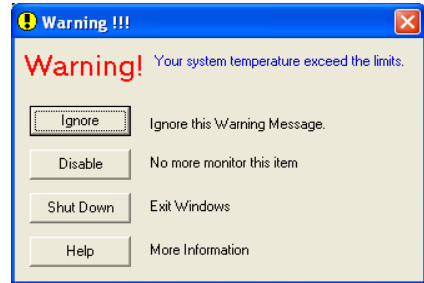 Warning !!!
Warning! Your system temperature exceed the limits.
Ignore Ignore this Warning Message.
Disable No more monitor this item
Shut Down Exit Windows
Help More Information